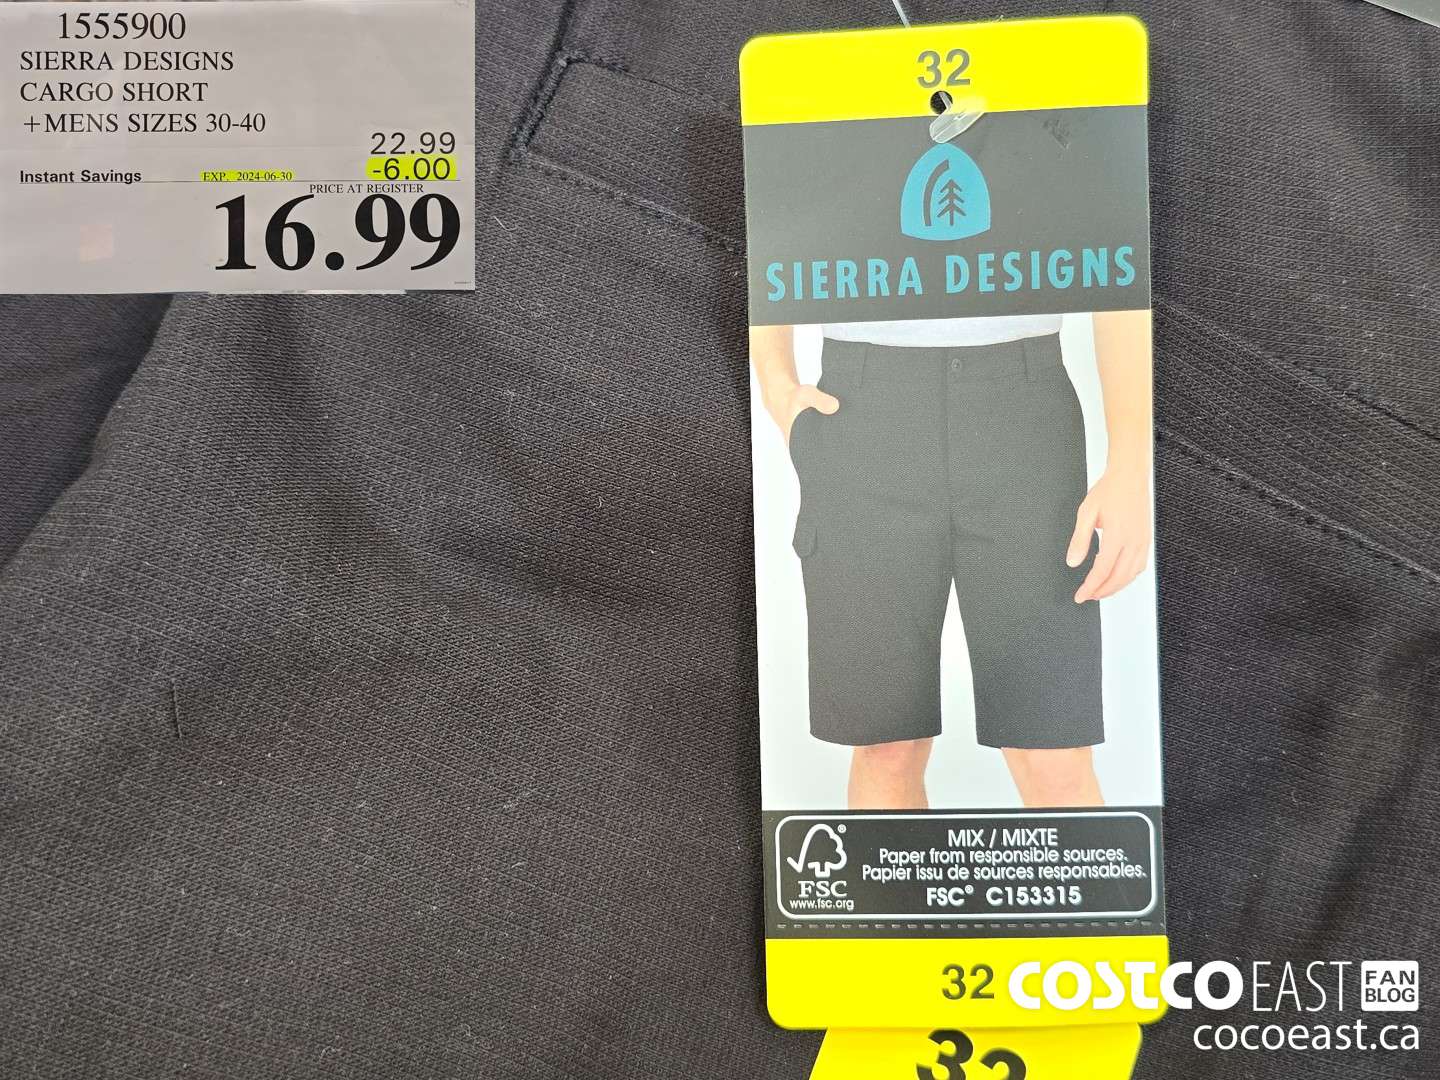 1555900
SIERRA DESIGNS
CARGO SHORT
+MENS SIZES 30-40
22.99
Instant Savings EXP. 2024-06-30 -6.00
PRICE AT REGISTER
16.99
32
SIERRA DESIGNS
FSC®
www.fsc.org
MIX / MIXTE
Paper from responsible sources.
Papier issu de sources responsables.
FSC® C153315
32
32
COSTCO EAST FAN BLOG
cocoeast.ca